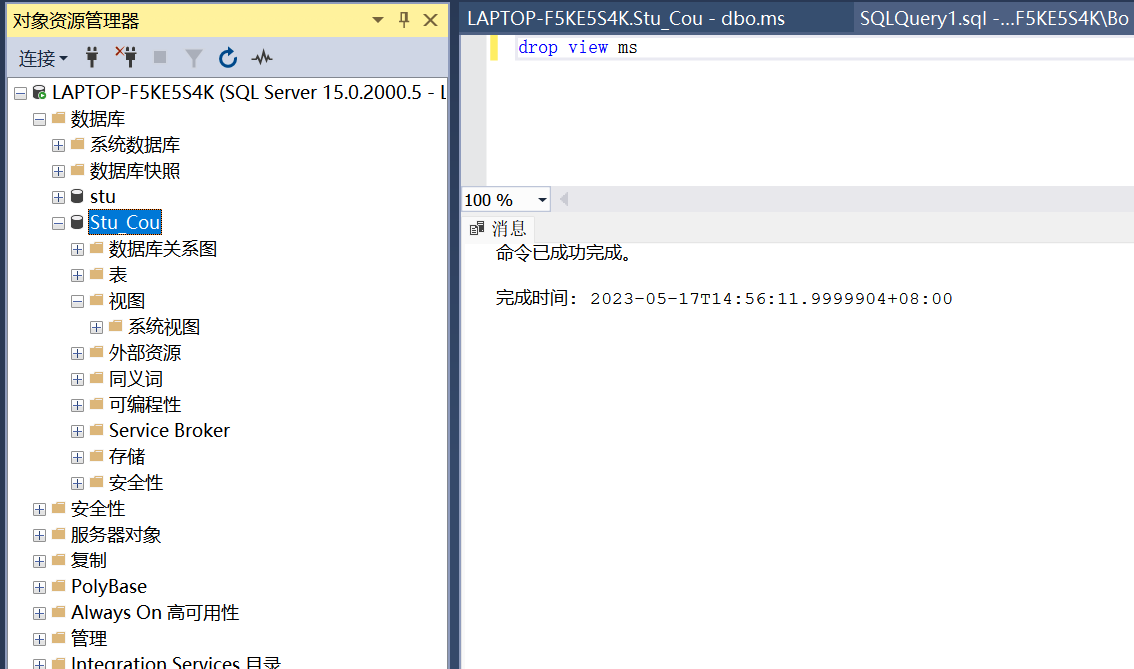 对象资源管理器
连接
LAPTOP-F5KE5S4K (SQL Server 15.0.2000.5 - L
数据库
系统数据库
数据库快照
stu
Stu_Cou
数据库关系图
表
视图
系统视图
外部资源
同义词
可编程性
Service Broker
存储
安全性
安全性
服务器对象
复制
PolyBase
Always On 高可用性
管理
Integration Services 目录
LAPTOP-F5KE5S4K.Stu_Cou - dbo.ms
SQLQuery1.sql -...F5KE5S4K\Bo
drop view ms
100 %
消息
命令已成功完成。
完成时间: 2023-05-17T14:56:11.9999904+08:00